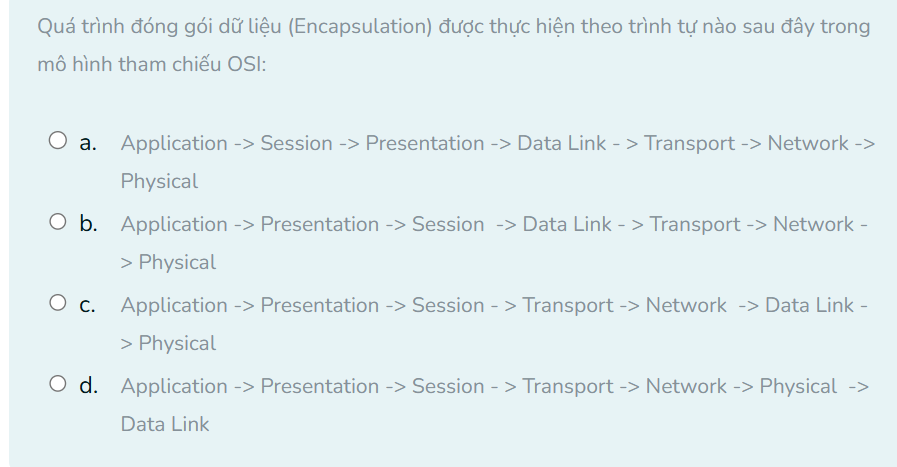 Quá trình đóng gói dữ liệu (Encapsulation) được thực hiện theo trình tự nào sau đây trong
mô hình tham chiếu OSI:
a. Application -> Session -> Presentation -> Data Link - > Transport -> Network ->
Physical
b. Application -> Presentation -> Session -> Data Link - > Transport -> Network -
> Physical
c. Application -> Presentation -> Session - > Transport -> Network -> Data Link -
> Physical
d. Application -> Presentation -> Session - > Transport -> Network -> Physical ->
Data Link